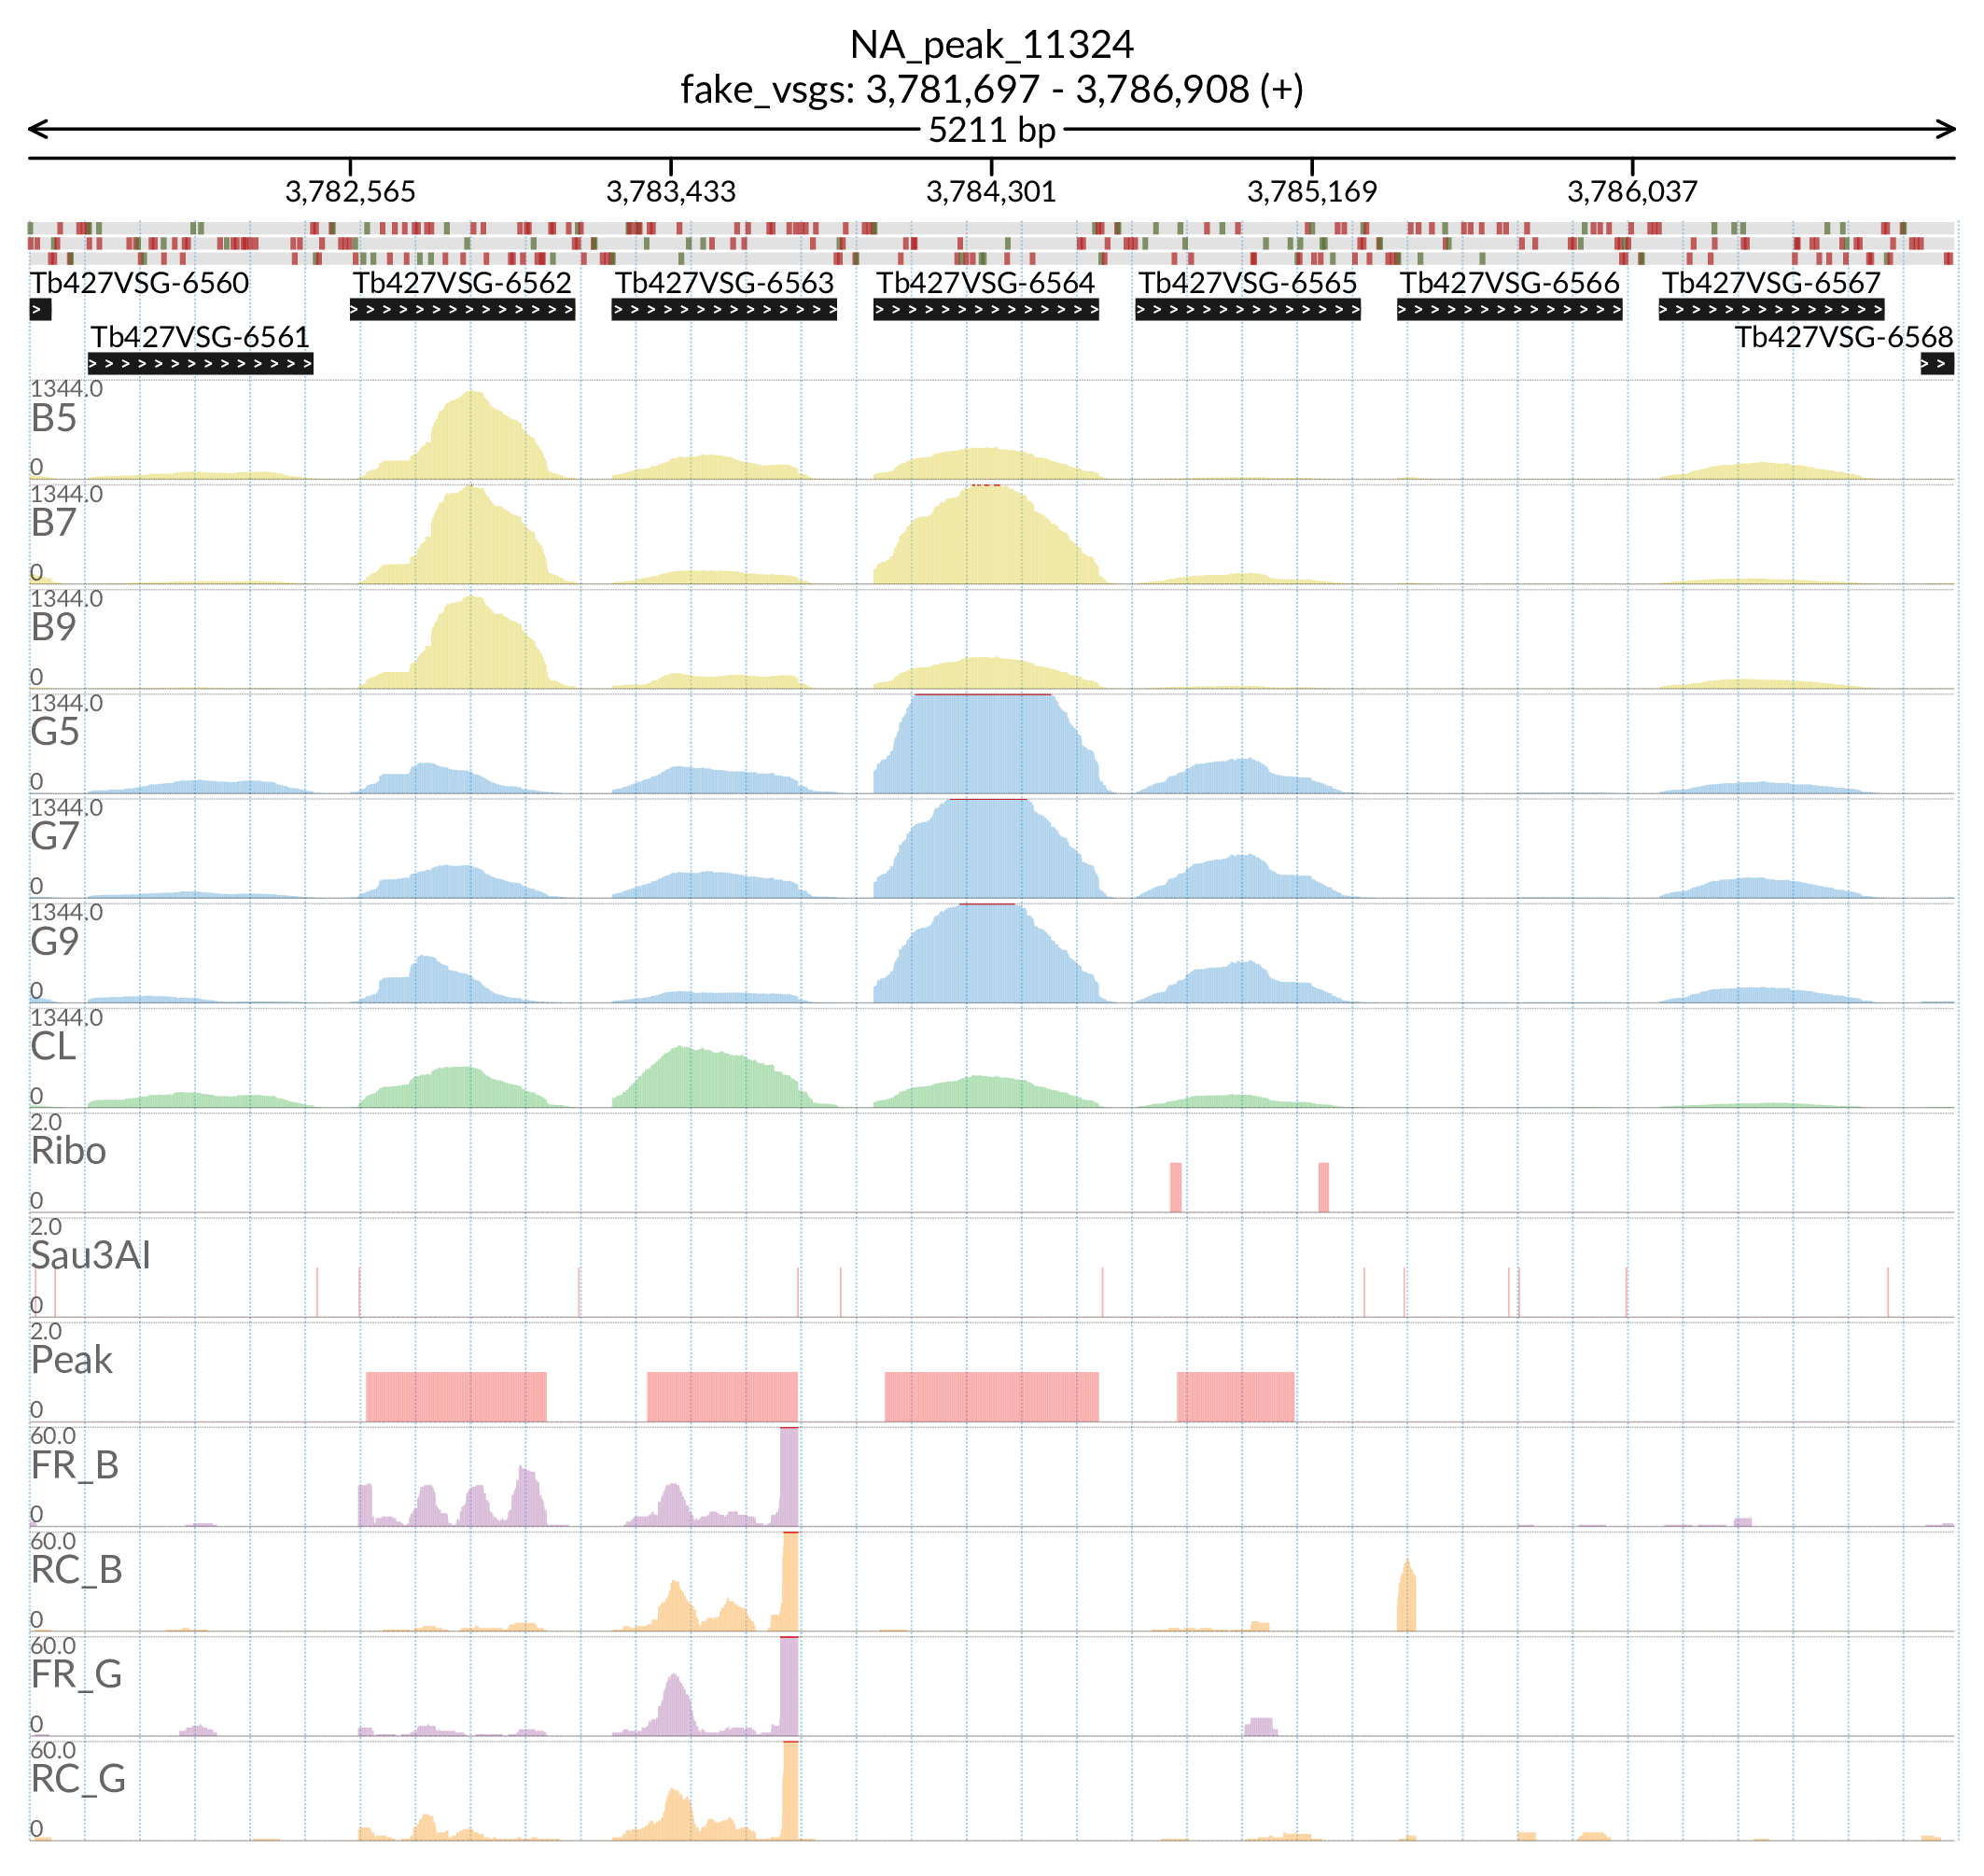 NA_peak_11324
fake_vsgs: 3,781,697 - 3,786,908 (+)
5211 bp
3,782,565 3,783,433 3,784,301 3,785,169 3,786,037
Tb427VSG-6560 Tb427VSG-6562 Tb427VSG-6563 Tb427VSG-6564 Tb427VSG-6565 Tb427VSG-6566 Tb427VSG-6567
Tb427VSG-6561 Tb427VSG-6568
1344.0
B5
0
1344.0
B7
0
1344.0
B9
0
1344.0
G5
0
1344.0
G7
0
1344.0
G9
0
1344.0
CL
0
2.0
Ribo
0
2.0
Sau3AI
0
2.0
Peak
0
60.0
FR_B
0
60.0
RC_B
0
60.0
FR_G
0
60.0
RC_G
0